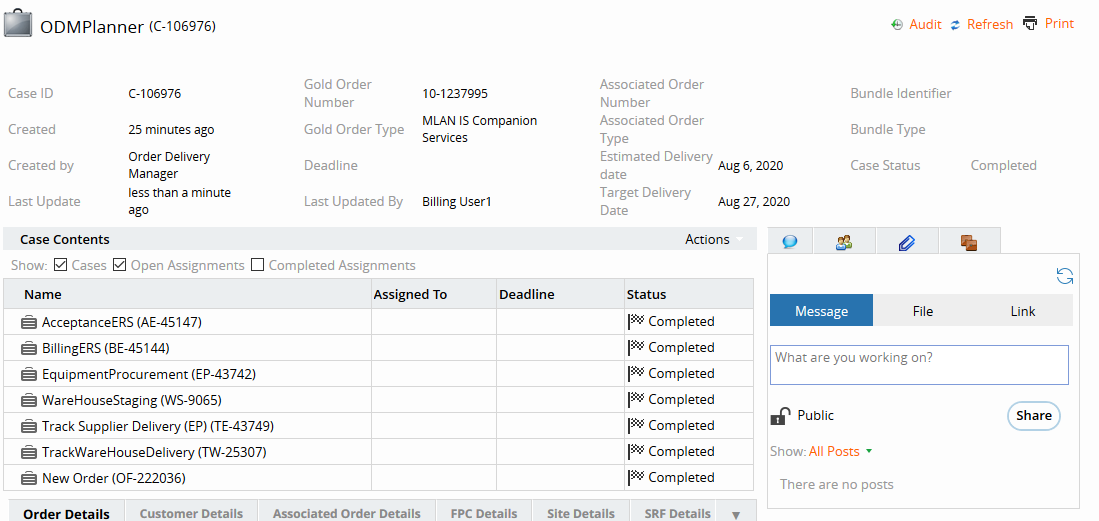 ODMPlanner (C-106976)
Audit Refresh Print
Case ID C-106976 Gold Order Number 10-1237995 Associated Order Number Bundle Identifier
Created 25 minutes ago Gold Order Type MLAN IS Companion Services Associated Order Type Bundle Type
Created by Order Delivery Manager Deadline Estimated Delivery date Aug 6, 2020 Case Status Completed
Last Update less than a minute ago Last Updated By Billing User1 Target Delivery Date Aug 27, 2020
Case Contents Actions
Show: Cases Open Assignments Completed Assignments
Name Assigned To Deadline Status
AcceptanceERS (AE-45147) Completed
BillingERS (BE-45144) Completed
EquipmentProcurement (EP-43742) Completed
WareHouseStaging (WS-9065) Completed
Track Supplier Delivery (EP) (TE-43749) Completed
TrackWareHouseDelivery (TW-25307) Completed
New Order (OF-222036) Completed
Order Details Customer Details Associated Order Details FPC Details Site Details SRF Details
Message File Link
What are you working on?
Public Share
Show: All Posts
There are no posts